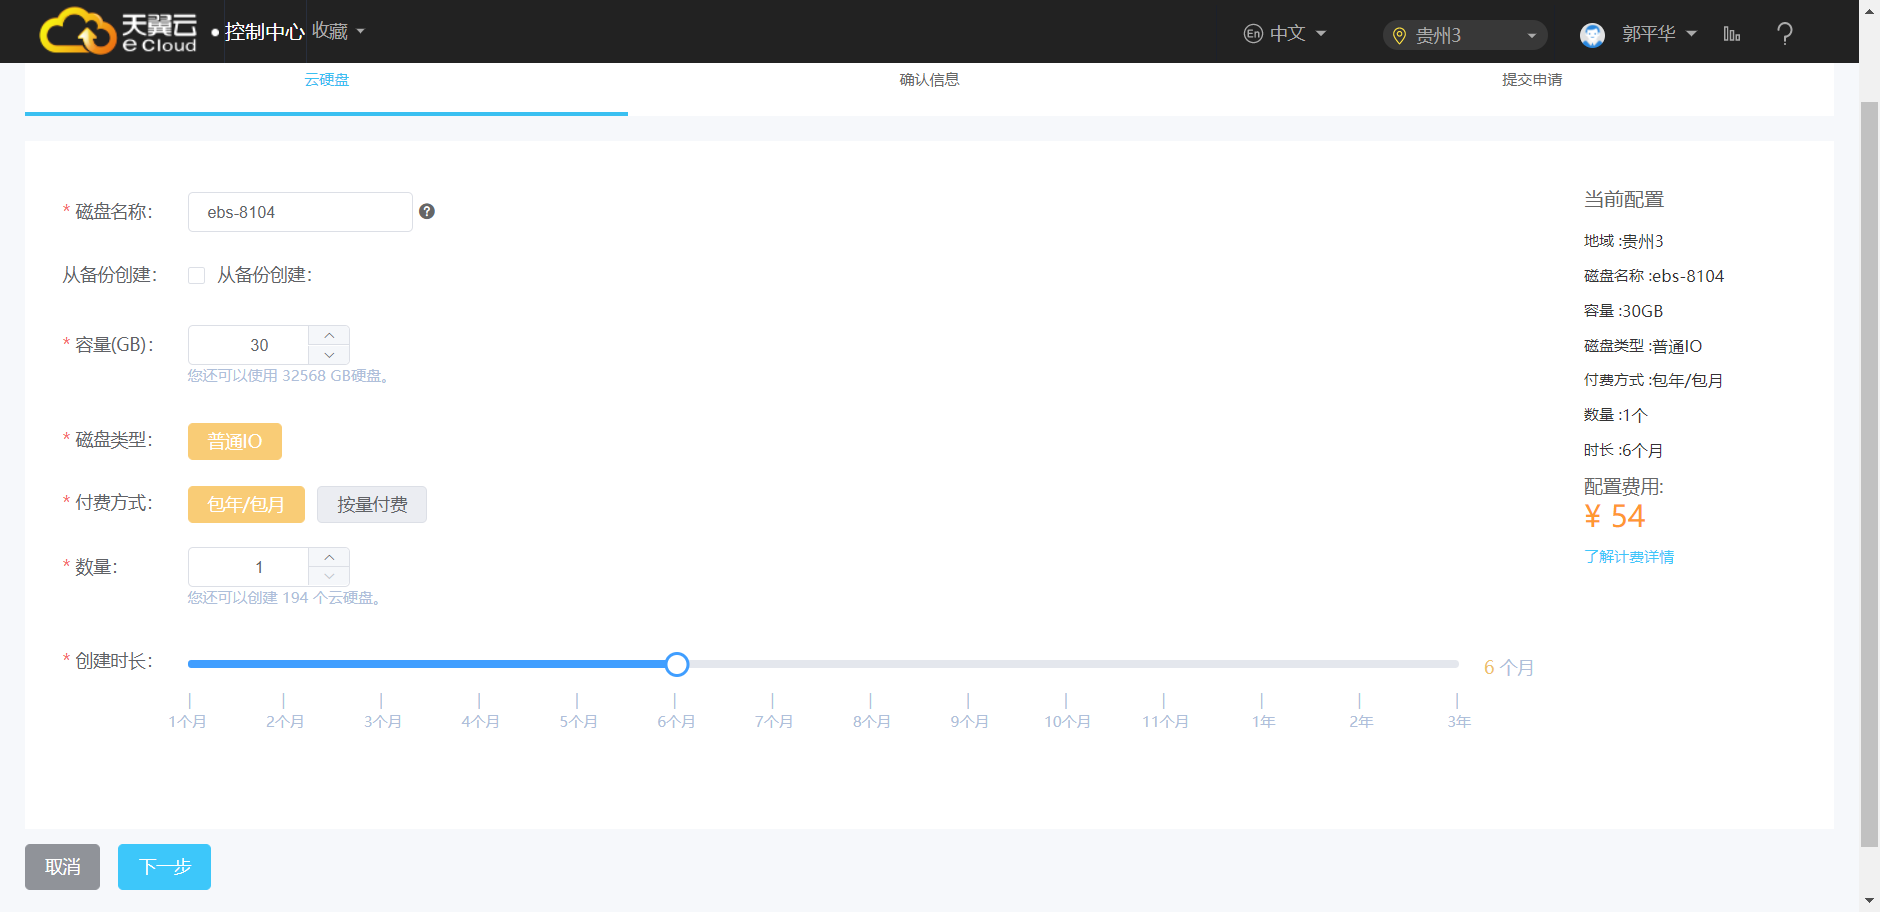 天翼云
e Cloud
•控制中心 收藏
En 中文
贵州3
郭平华
云硬盘
确认信息
提交申请
* 磁盘名称: ebs-8104
从备份创建: 从备份创建:
* 容量(GB): 30
您还可以使用 32568 GB硬盘。
* 磁盘类型: 普通IO
* 付费方式: 包年/包月 按量付费
* 数量: 1
您还可以创建 194 个云硬盘。
* 创建时长: 6 个月
1个月 2个月 3个月 4个月 5个月 6个月 7个月 8个月 9个月 10个月 11个月 1年 2年 3年
当前配置
地域 :贵州3
磁盘名称 :ebs-8104
容量 :30GB
磁盘类型 :普通IO
付费方式 :包年/包月
数量 :1个
时长 :6个月
配置费用:
¥ 54
了解计费详情
取消 下一步